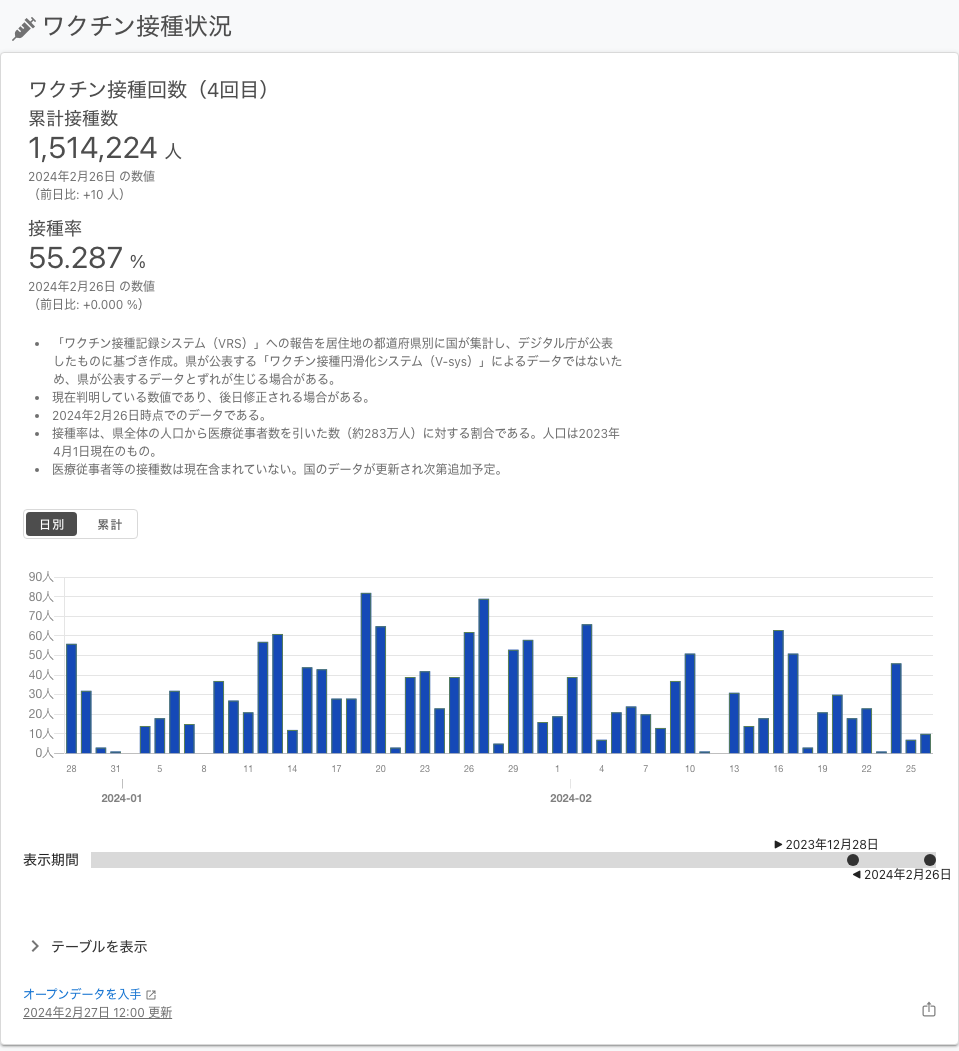 ワクチン接種状況
ワクチン接種回数（4回目）
累計接種数
1,514,224 人
2024年2月26日 の数値
（前日比: +10 人）
接種率
55.287 %
2024年2月26日 の数値
（前日比: +0.000 %）
• 「ワクチン接種記録システム（VRS）」への報告を居住地の都道府県別に国が集計し、デジタル庁が公表
したものに基づき作成。県が公表する「ワクチン接種円滑化システム（V-sys）」によるデータではないた
め、県が公表するデータとずれが生じる場合がある。
• 現在判明している数値であり、後日修正される場合がある。
• 2024年2月26日時点でのデータである。
• 接種率は、県全体の人口から医療従事者数を引いた数（約283万人）に対する割合である。人口は2023年
4月1日現在のもの。
• 医療従事者等の接種数は現在含まれていない。国のデータが更新され次第追加予定。
日別 累計
90人
80人
70人
60人
50人
40人
30人
20人
10人
0人
28 31 5 8 11 14 17 20 23 26 29 1 4 7 10 13 16 19 22 25
2024-01 2024-02
2023年12月28日
表示期間
2024年2月26日
テーブルを表示
オープンデータを入手
2024年2月27日 12:00 更新